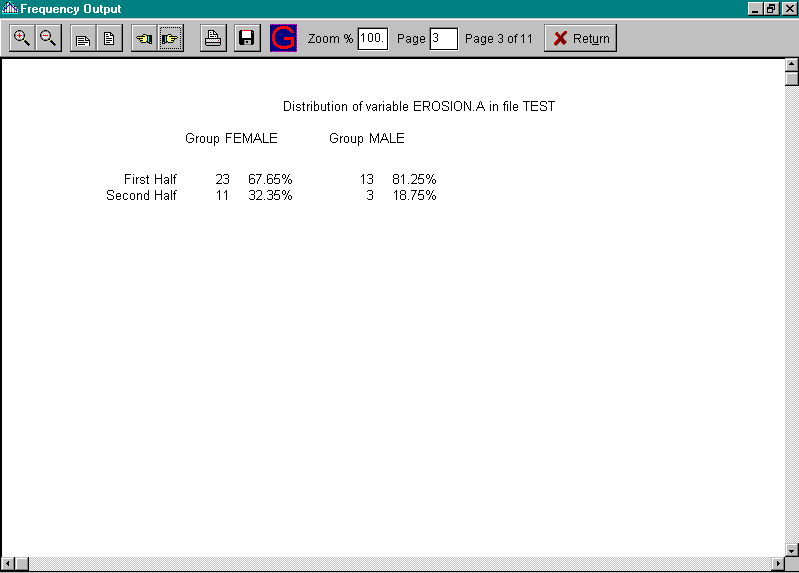 Frequency Output
G Zoom % 100. Page 3 Page 3 of 11 Return
Distribution of variable EROSION.A in file TEST
Group FEMALE Group MALE
First Half 23 67.65% 13 81.25%
Second Half 11 32.35% 3 18.75%